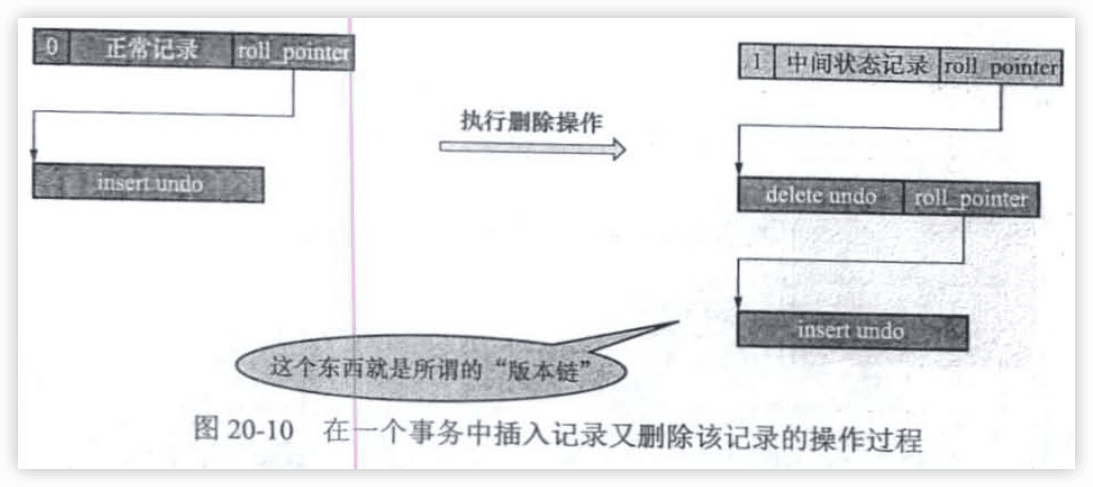 0 正常记录 roll_pointer
insert undo
执行删除操作
1 中间状态记录 roll_pointer
delete undo roll_pointer
insert undo
这个东西就是所谓的“版本链”
图 20-10 在一个事务中插入记录又删除该记录的操作过程